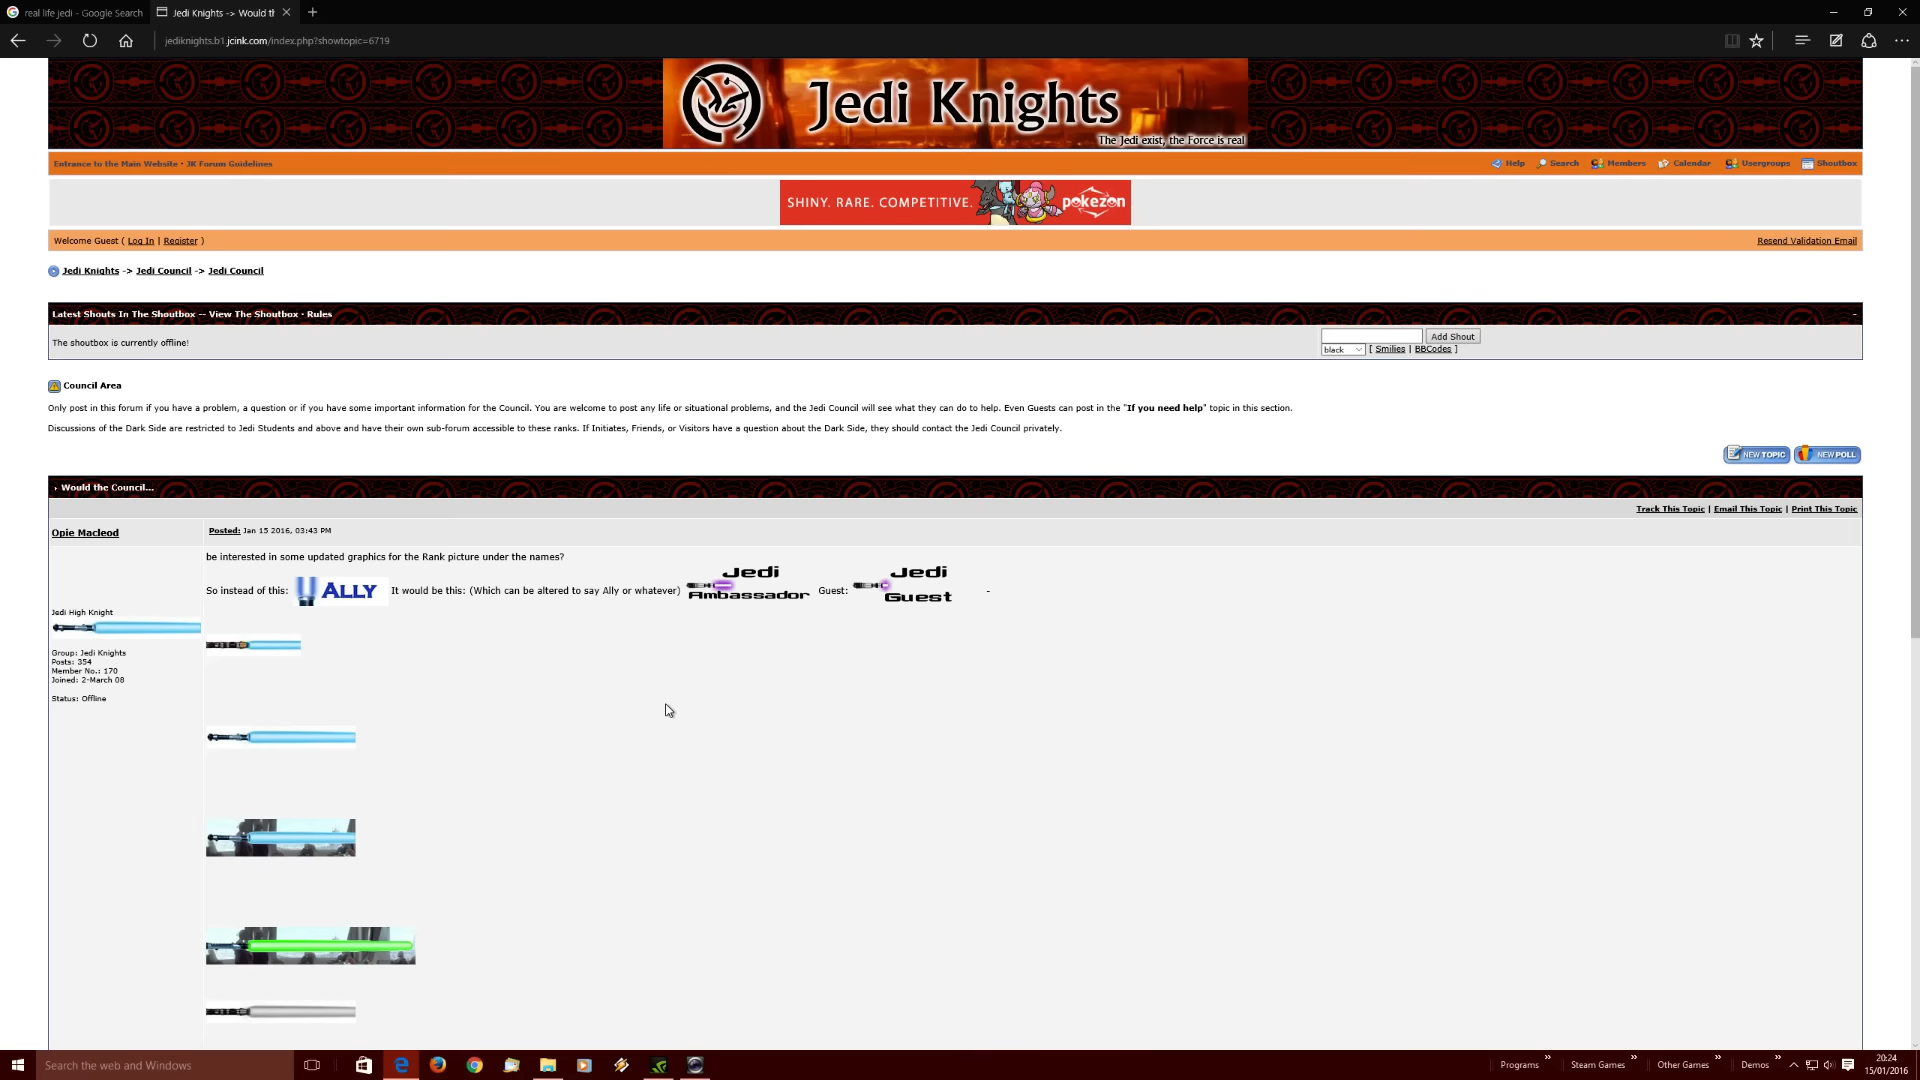 real life jedi - Google Search
Jedi Knights -> Would th
jediknights.b1.jcink.com/index.php?showtopic=6719
Jedi Knights
The Jedi exist, the Force is real
Entrance to the Main Website · JK Forum Guidelines
Help Search Members Calendar Usergroups Shoutbox
SHINY. RARE. COMPETITIVE. pokezon
Welcome Guest ( Log In | Register )
Resend Validation Email
Jedi Knights -> Jedi Council -> Jedi Council
Latest Shouts In The Shoutbox -- View The Shoutbox · Rules
The shoutbox is currently offline!
Add Shout
black [ Smilies | BBCodes ]
Council Area
Only post in this forum if you have a problem, a question or if you have some important information for the Council. You are welcome to post any life or situational problems, and the Jedi Council will see what they can do to help. Even Guests can post in the "If you need help" topic in this section.
Discussions of the Dark Side are restricted to Jedi Students and above and have their own sub-forum accessible to these ranks. If Initiates, Friends, or Visitors have a question about the Dark Side, they should contact the Jedi Council privately.
NEW TOPIC NEW POLL
Would the Council...
Track This Topic | Email This Topic | Print This Topic
Opie Macleod
Posted: Jan 15 2016, 03:43 PM
be interested in some updated graphics for the Rank picture under the names?
So instead of this: ALLY It would be this: (Which can be altered to say Ally or whatever) Jedi Ambassador Guest: Jedi Guest -
Jedi High Knight
Group: Jedi Knights
Posts: 354
Member No.: 170
Joined: 2-March 08
Status: Offline
Search the web and Windows
Programs Steam Games Other Games Demos
20:24
15/01/2016